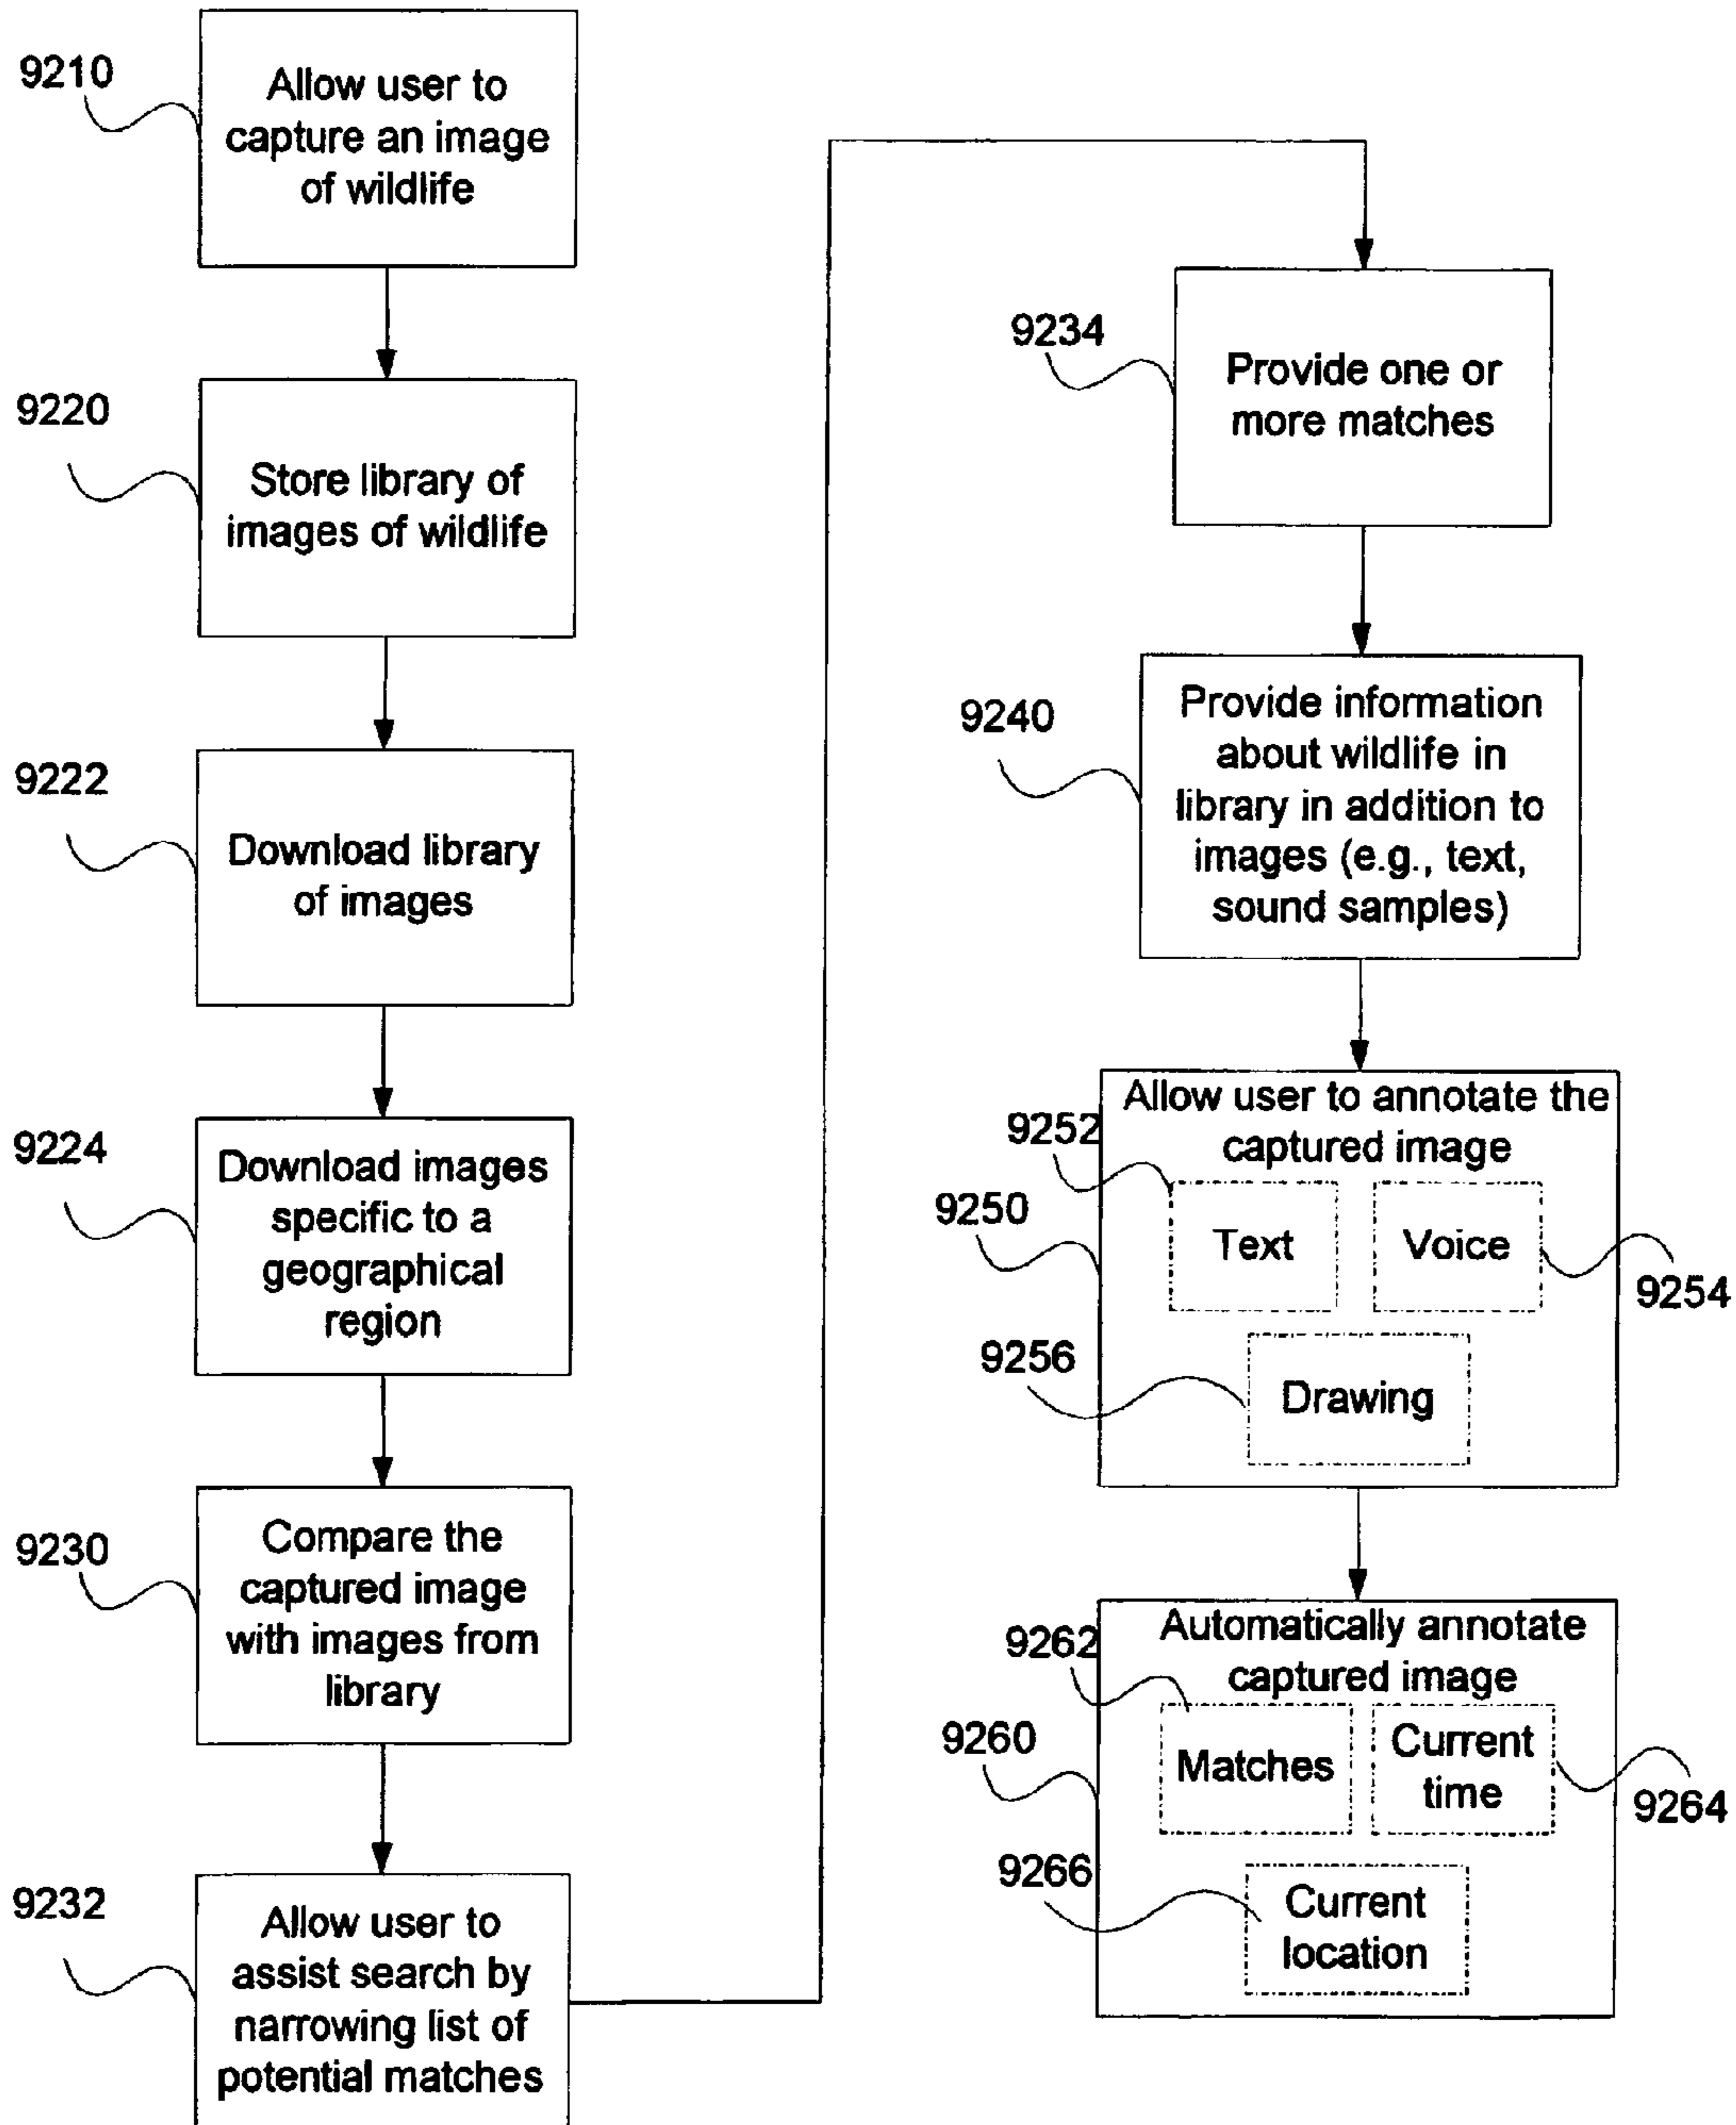 9210
Allow user to
capture an image
of wildlife
9220
Store library of
images of wildlife
9222
Download library
of images
9224
Download images
specific to a
geographical
region
9230
Compare the
captured image
with images from
library
9232
Allow user to
assist search by
narrowing list of
potential matches
9234
Provide one or
more matches
9240
Provide information
about wildlife in
library in addition to
images (e.g., text,
sound samples)
9250
Allow user to annotate the
captured image
9252
Text
Voice
9254
9256
Drawing
9260
Automatically annotate
captured image
9262
Matches
Current
time
9264
9266
Current
location